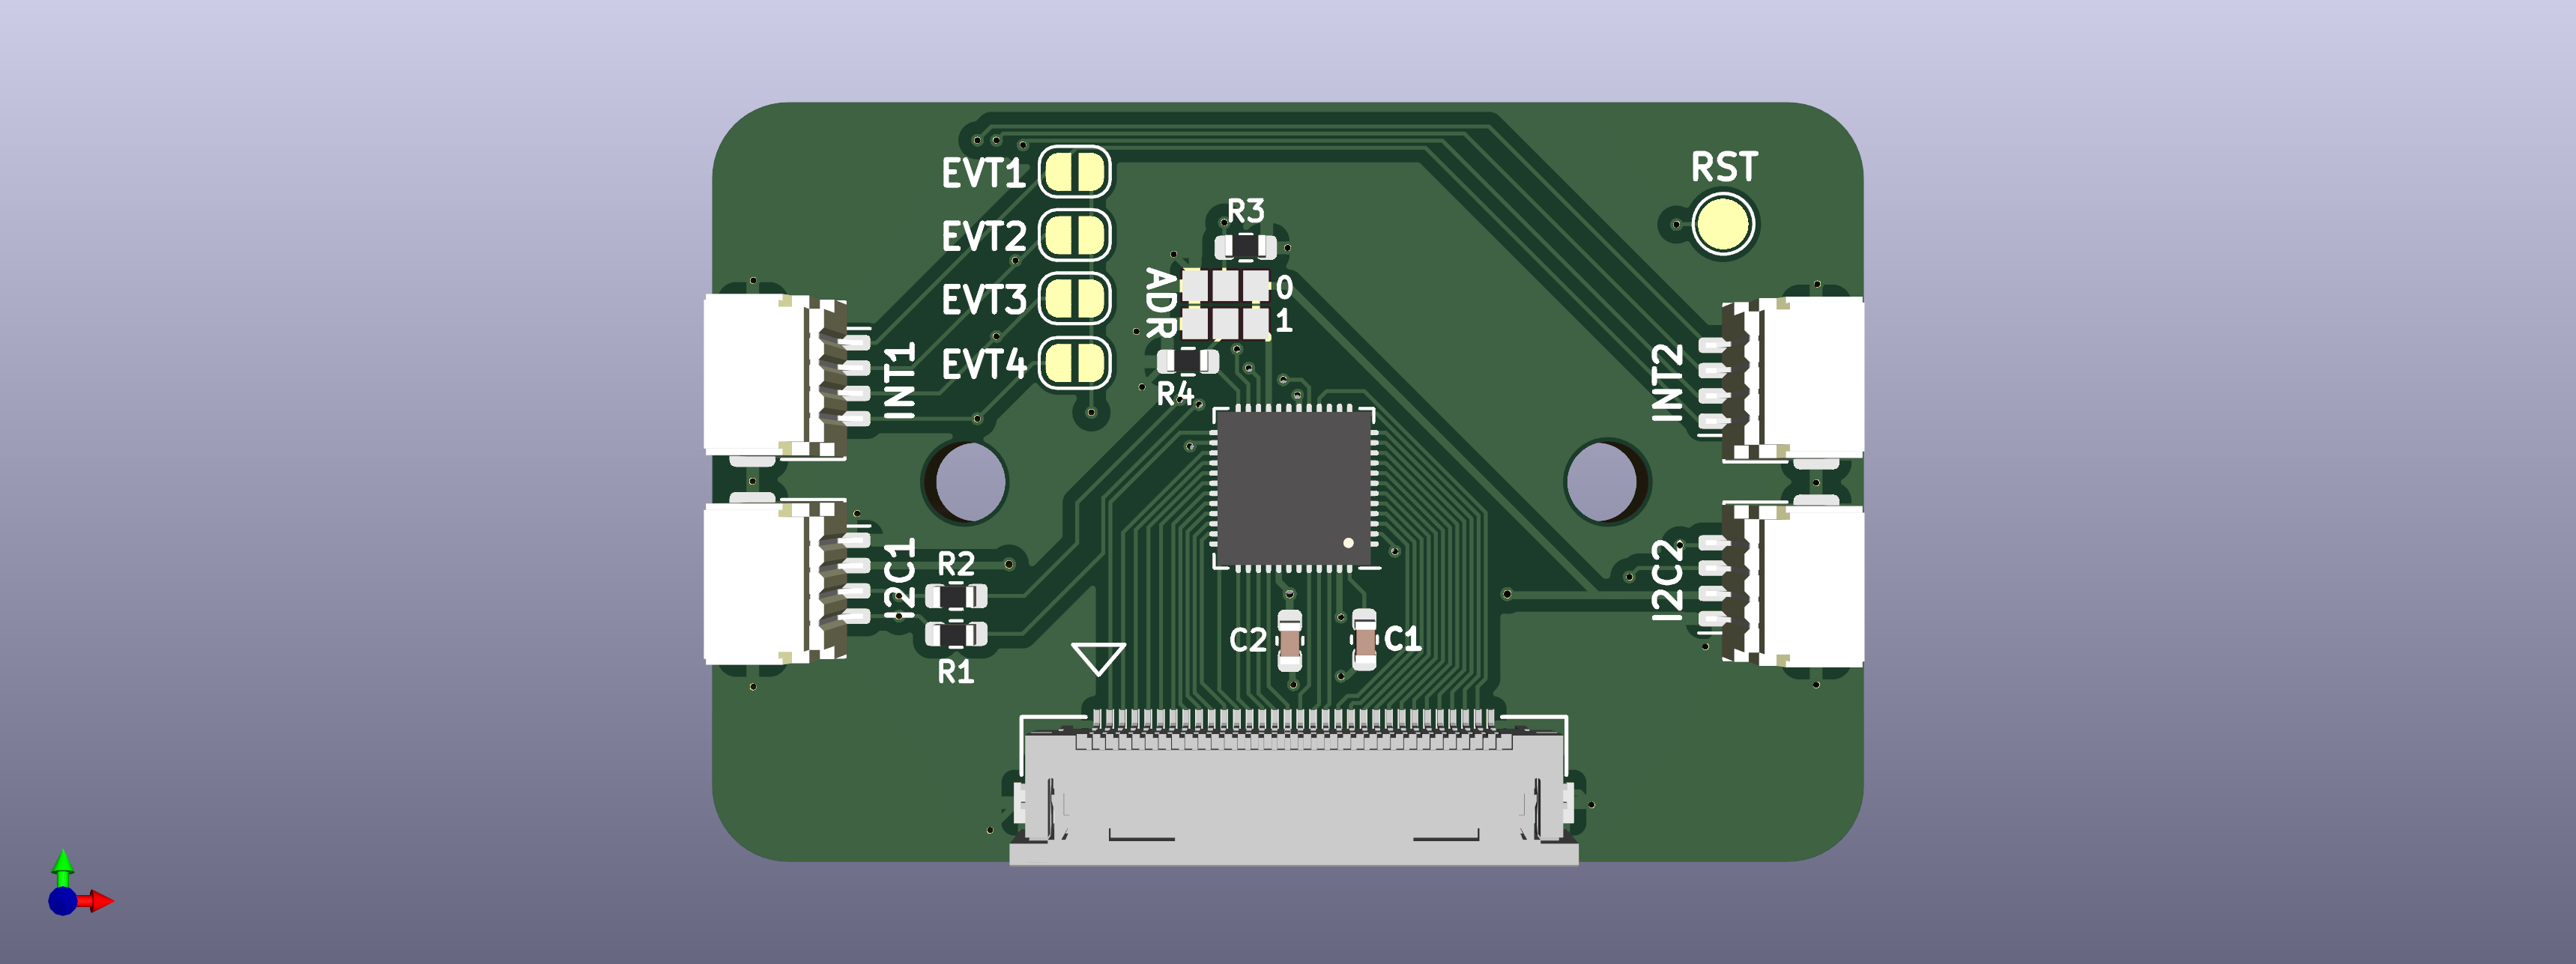 EVT1
RST
R3
EVT2
ADR
0
EVT3
1
INT1
INT2
EVT4
R4
I2C1
I2C2
R2
C2
C1
R1